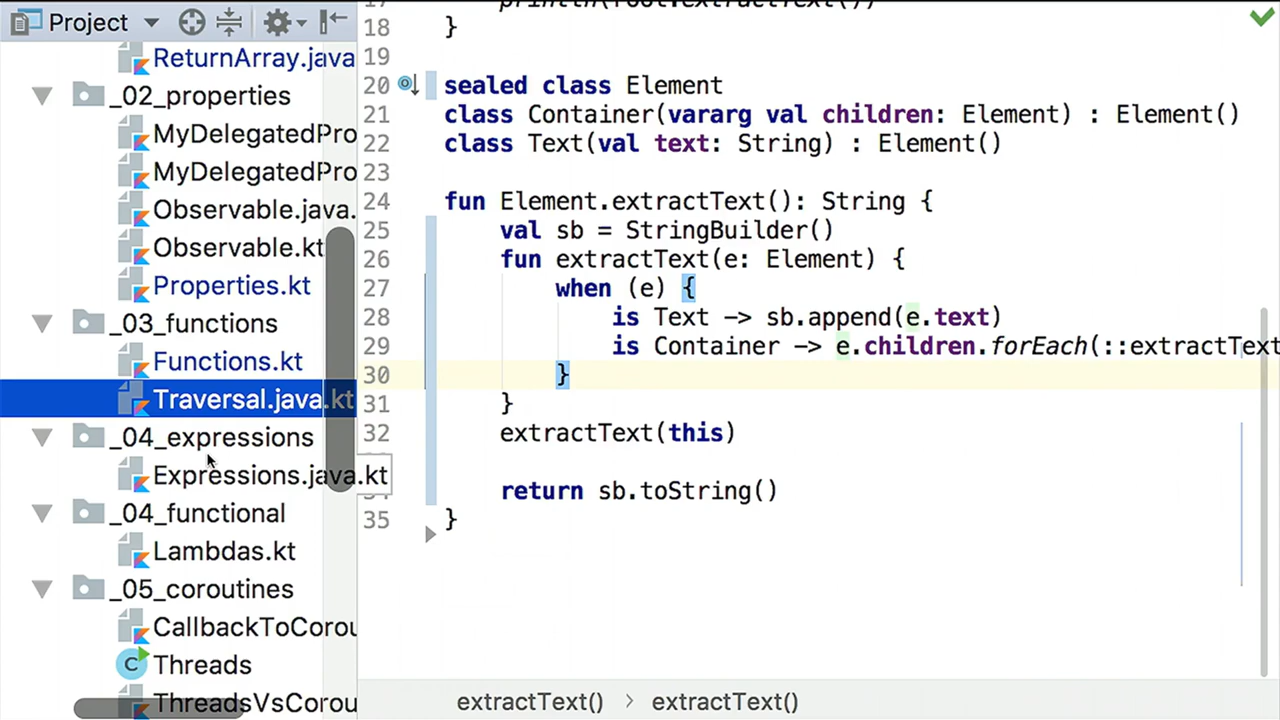 Project
ReturnArray.java
_02_properties
MyDelegatedPro
MyDelegatedPro
Observable.java.
Observable.kt
Properties.kt
_03_functions
Functions.kt
Traversal.java.kt
_04_expressions
Expressions.java.kt
_04_functional
Lambdas.kt
_05_coroutines
CallbackToCorou
C Threads
ThreadsVsCorou
println(root.extractText())
18 }
19
20 sealed class Element
21 class Container(vararg val children: Element) : Element()
22 class Text(val text: String) : Element()
23
24 fun Element.extractText(): String {
25 val sb = StringBuilder()
26 fun extractText(e: Element) {
27 when (e) {
28 is Text -> sb.append(e.text)
29 is Container -> e.children.forEach(::extractText
30 }
31 }
32 extractText(this)
return sb.toString()
35 }
extractText() > extractText()